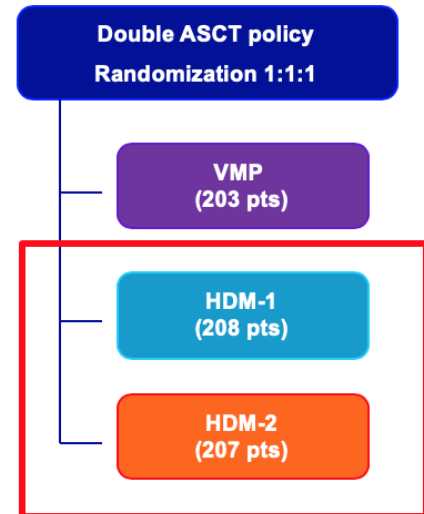 Double ASCT policy
Randomization 1:1:1
VMP
(203 pts)
HDM-1
(208 pts)
HDM-2
(207 pts)